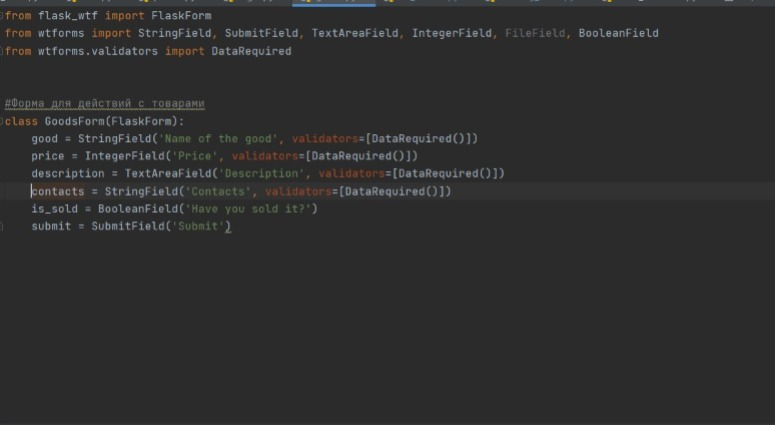 from flask_wtf import FlaskForm
from wtforms import StringField, SubmitField, TextAreaField, IntegerField, FileField, BooleanField
from wtforms.validators import DataRequired
#Форма для действий с товарами
class GoodsForm(FlaskForm):
good = StringField('Name of the good', validators=[DataRequired()])
price = IntegerField('Price', validators=[DataRequired()])
description = TextAreaField('Description', validators=[DataRequired()])
contacts = StringField('Contacts', validators=[DataRequired()])
is_sold = BooleanField('Have you sold it?')
submit = SubmitField('Submit')